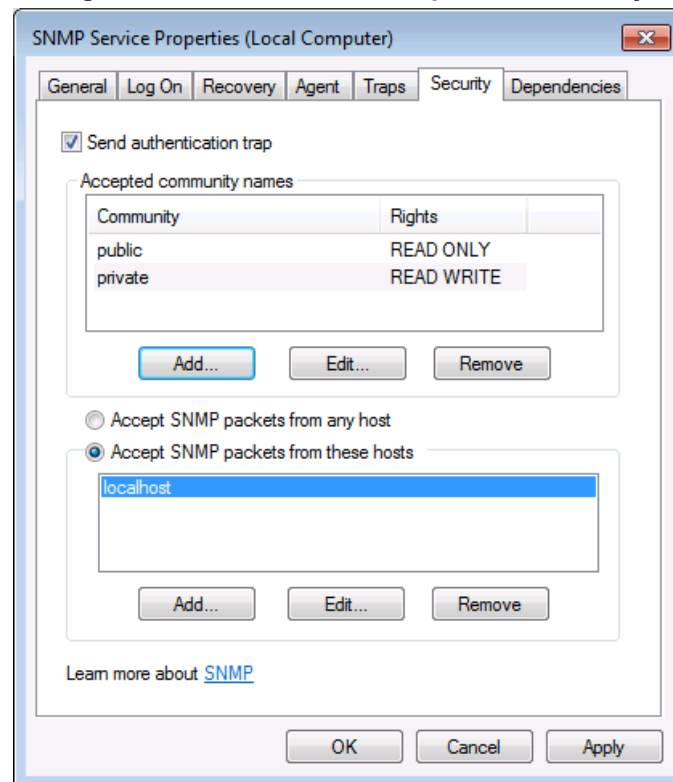 SNMP Service Properties (Local Computer)
General Log On Recovery Agent Traps Security Dependencies
Send authentication trap
Accepted community names
Community Rights
public READ ONLY
private READ WRITE
Add... Edit... Remove
Accept SNMP packets from any host
Accept SNMP packets from these hosts
localhost
Add... Edit... Remove
Learn more about SNMP
OK Cancel Apply